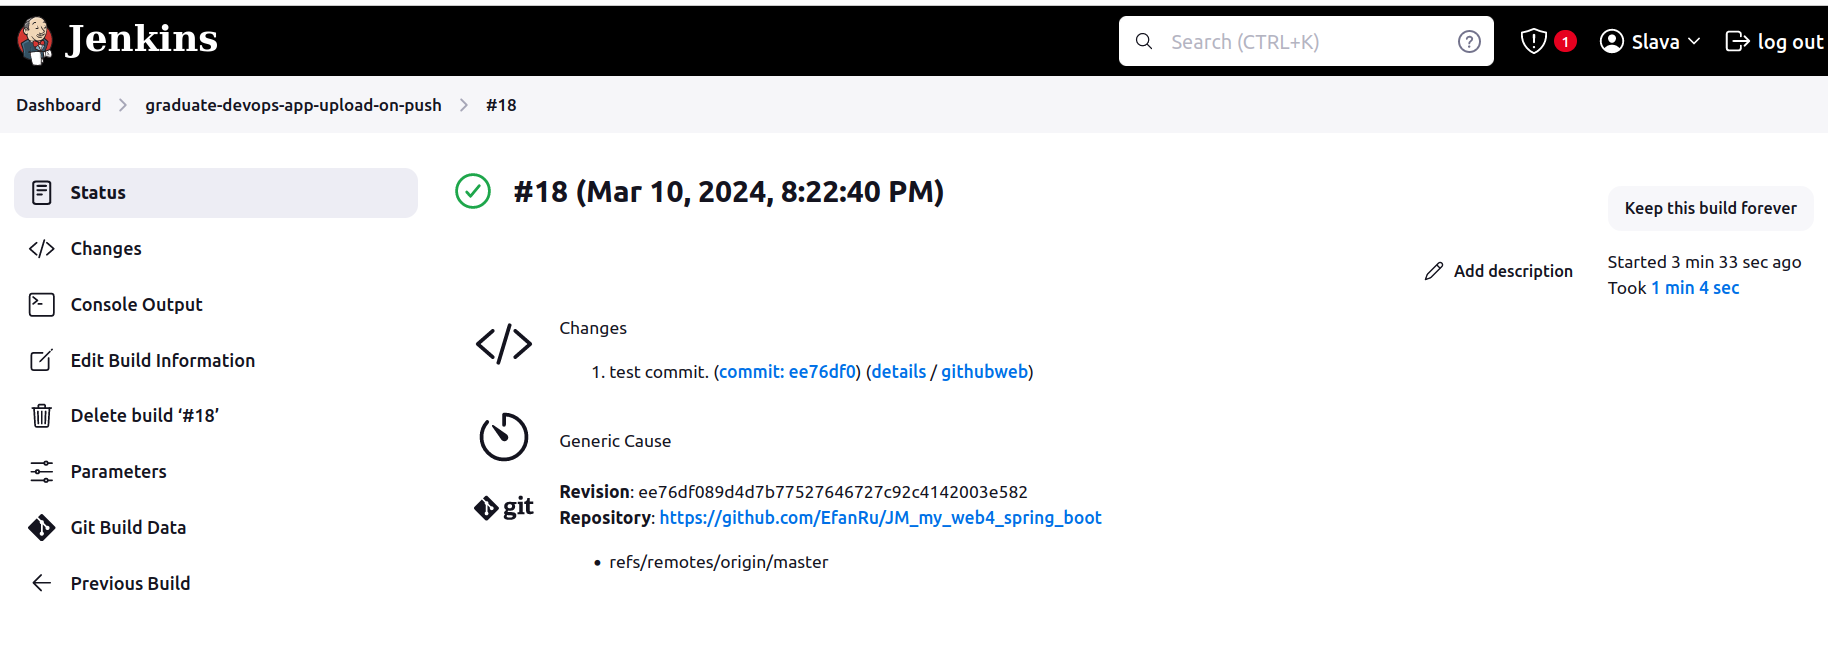 Jenkins
Search (CTRL+K)
1
Slava
log out
Dashboard > graduate-devops-app-upload-on-push > #18
Status
Changes
Console Output
Edit Build Information
Delete build ‘#18’
Parameters
Git Build Data
Previous Build
#18 (Mar 10, 2024, 8:22:40 PM)
Keep this build forever
Add description
Started 3 min 33 sec ago
Took 1 min 4 sec
Changes
1. test commit. (commit: ee76df0) (details / githubweb)
Generic Cause
git
Revision: ee76df089d4d7b77527646727c92c4142003e582
Repository: https://github.com/EfanRu/JM_my_web4_spring_boot
• refs/remotes/origin/master